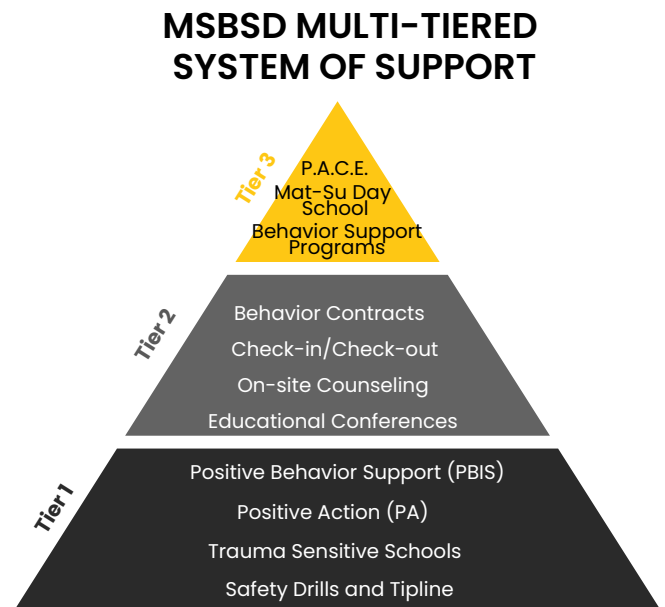 MSBSD MULTI-TIERED
SYSTEM OF SUPPORT
Tier 3
P.A.C.E.
Mat-Su Day
School
Behavior Support
Programs
Tier 2
Behavior Contracts
Check-in/Check-out
On-site Counseling
Educational Conferences
Tier 1
Positive Behavior Support (PBIS)
Positive Action (PA)
Trauma Sensitive Schools
Safety Drills and Tipline